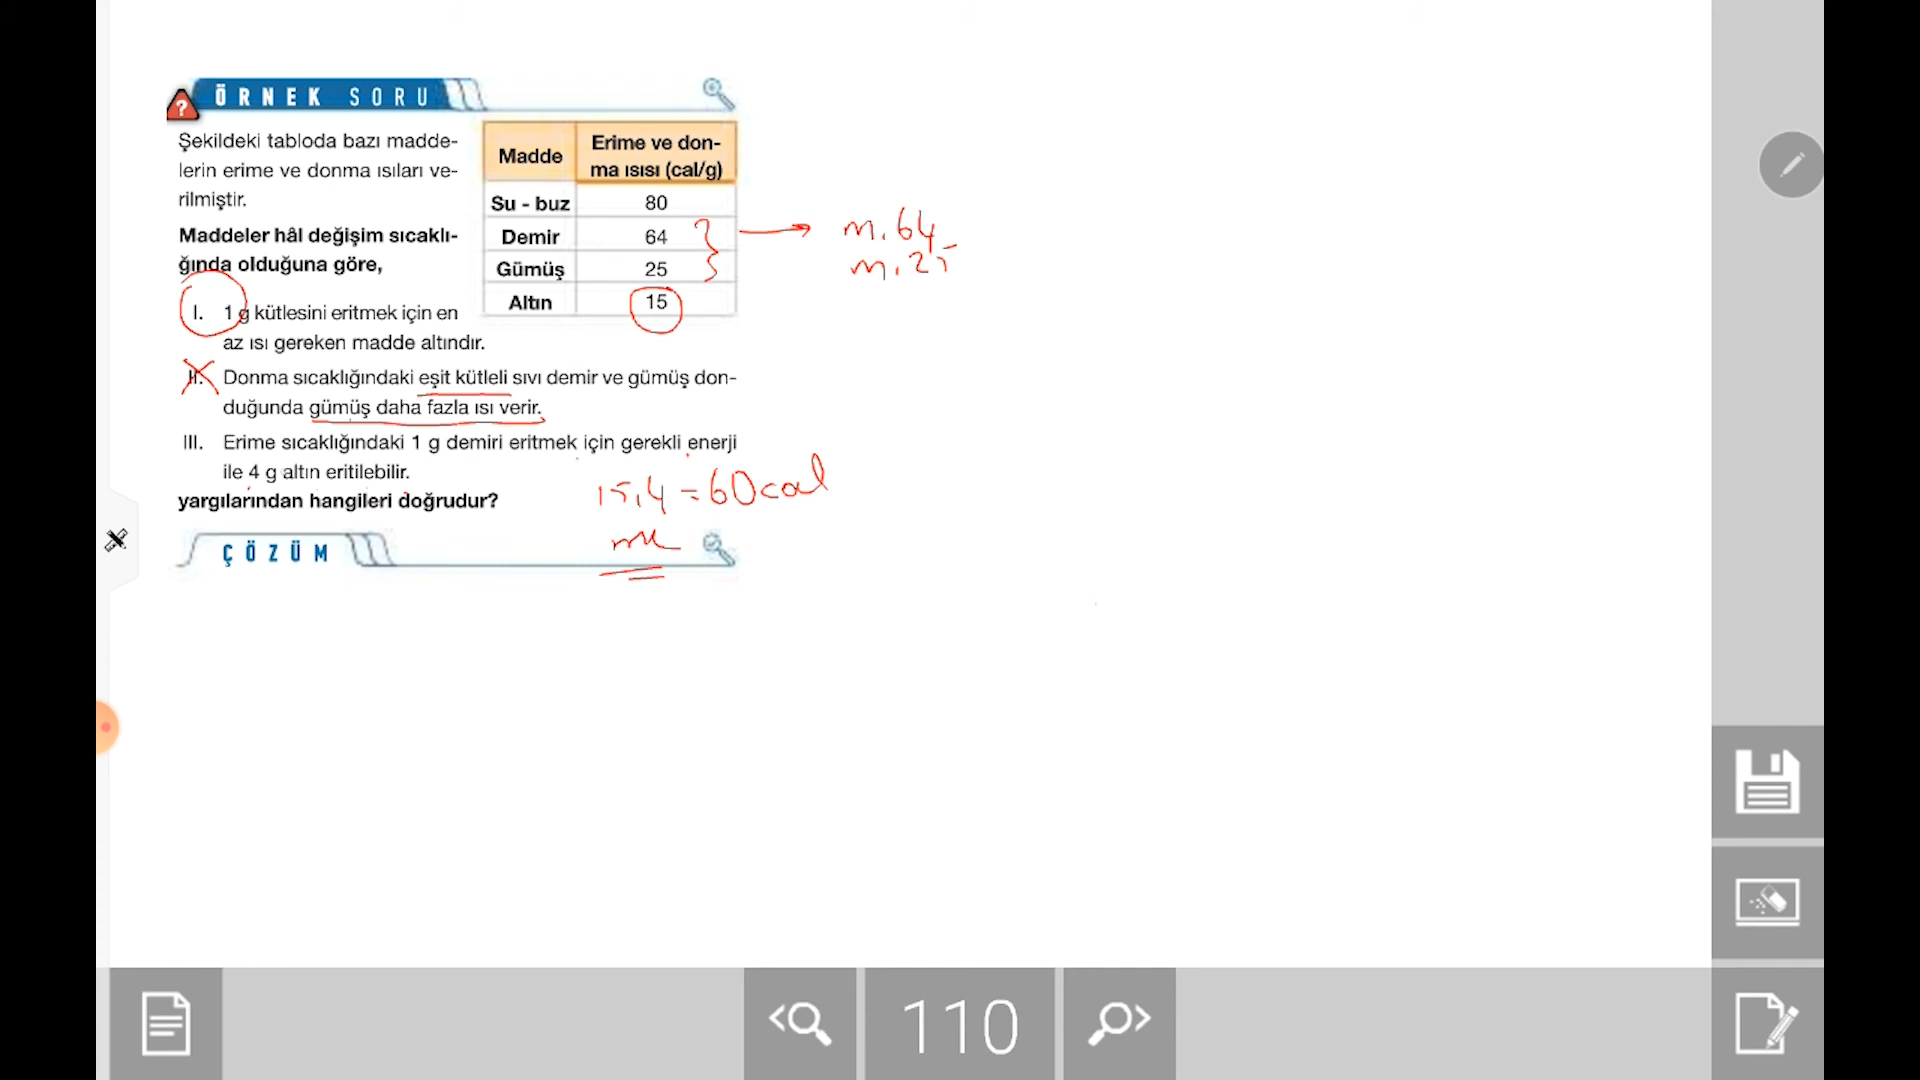 ÖRNEK SORU
?
Şekildeki tabloda bazı madde-
lerin erime ve donma ısıları ve-
rilmiştir.
Maddeler hâl değişim sıcaklı-
ğında olduğuna göre,
Madde Erime ve don-
ma ısısı (cal/g)
Su - buz 80
Demir 64
Gümüş 25
Altın 15
m.64
m.25
I. 1 g kütlesini eritmek için en
az ısı gereken madde altındır.
II. Donma sıcaklığındaki eşit kütleli sıvı demir ve gümüş don-
duğunda gümüş daha fazla ısı verir.
III. Erime sıcaklığındaki 1 g demiri eritmek için gerekli enerji
ile 4 g altın eritilebilir.
15.4=60cal
yargılarından hangileri doğrudur?
ÇÖZÜM
110